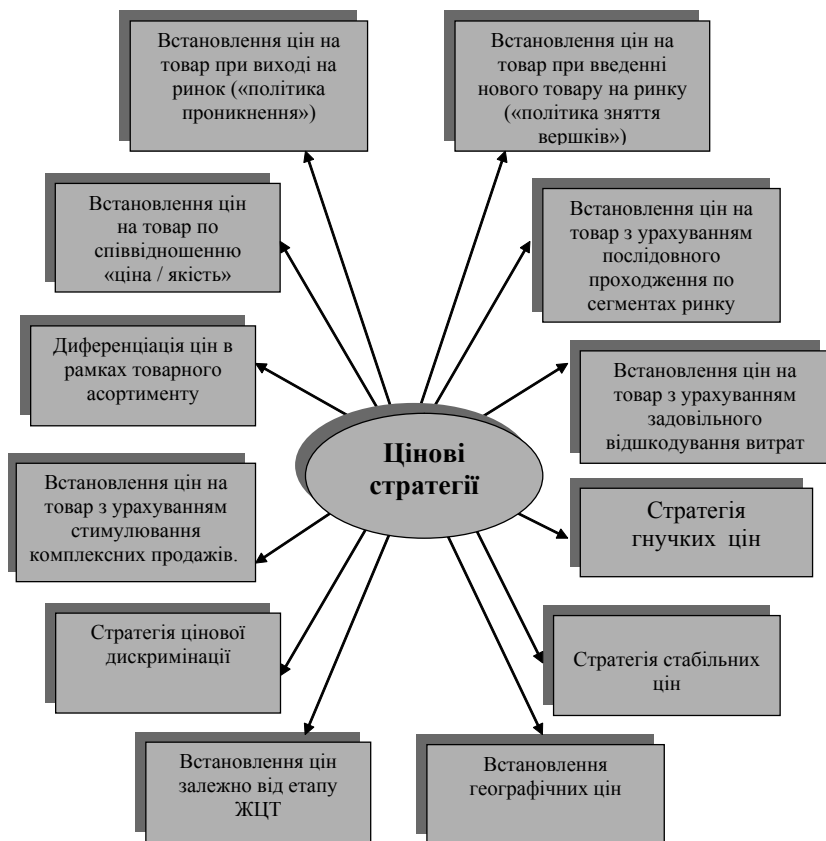 Встановлення цін на
товар при виході на
ринок («політика
проникнення»)
Встановлення цін на
товар при введенні
нового товару на ринку
(«політика зняття
вершків»)
Встановлення цін
на товар по
співвідношенню
«ціна / якість»
Встановлення цін на
товар з урахуванням
послідовного
проходження по
сегментах ринку
Диференціація цін в
рамках товарного
асортименту
Встановлення цін на
товар з урахуванням
задовільного
відшкодування витрат
Цінові
стратегії
Встановлення цін на
товар з урахуванням
стимулювання
комплексних продажів.
Стратегія
гнучких цін
Стратегія цінової
дискримінації
Стратегія стабільних
цін
Встановлення цін
залежно від етапу
ЖЦТ
Встановлення
географічних цін